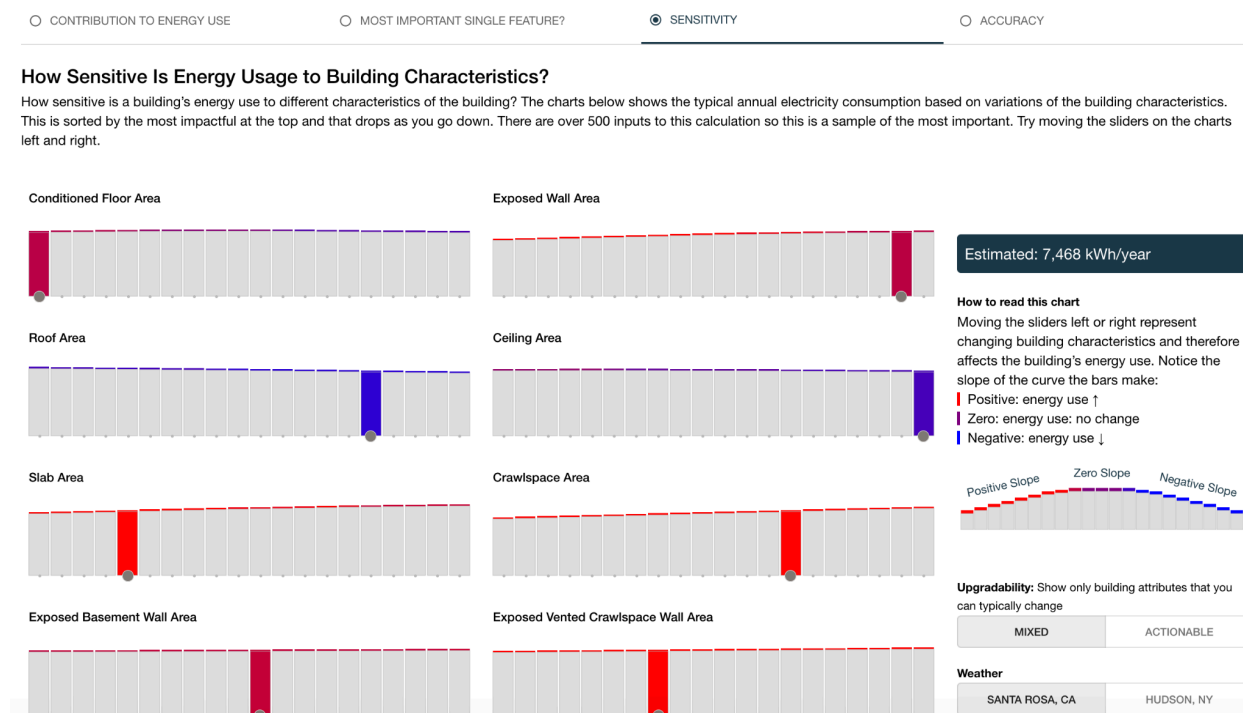 CONTRIBUTION TO ENERGY USE
MOST IMPORTANT SINGLE FEATURE?
SENSITIVITY
ACCURACY
How Sensitive Is Energy Usage to Building Characteristics?
How sensitive is a building's energy use to different characteristics of the building? The charts below shows the typical annual electricity consumption based on variations of the building characteristics.
This is sorted by the most impactful at the top and that drops as you go down. There are over 500 inputs to this calculation so this is a sample of the most important. Try moving the sliders on the charts
left and right.
Conditioned Floor Area
Exposed Wall Area
Roof Area
Ceiling Area
Slab Area
Crawlspace Area
Exposed Basement Wall Area
Exposed Vented Crawlspace Wall Area
Estimated: 7,468 kWh/year
How to read this chart
Moving the sliders left or right represent
changing building characteristics and therefore
affects the building's energy use. Notice the
slope of the curve the bars make:
Positive: energy use ↑
Zero: energy use: no change
Negative: energy use ↓
Positive Slope
Zero Slope
Negative Slope
Upgradability: Show only building attributes that you
can typically change
MIXED
ACTIONABLE
Weather
SANTA ROSA, CA
HUDSON, NY